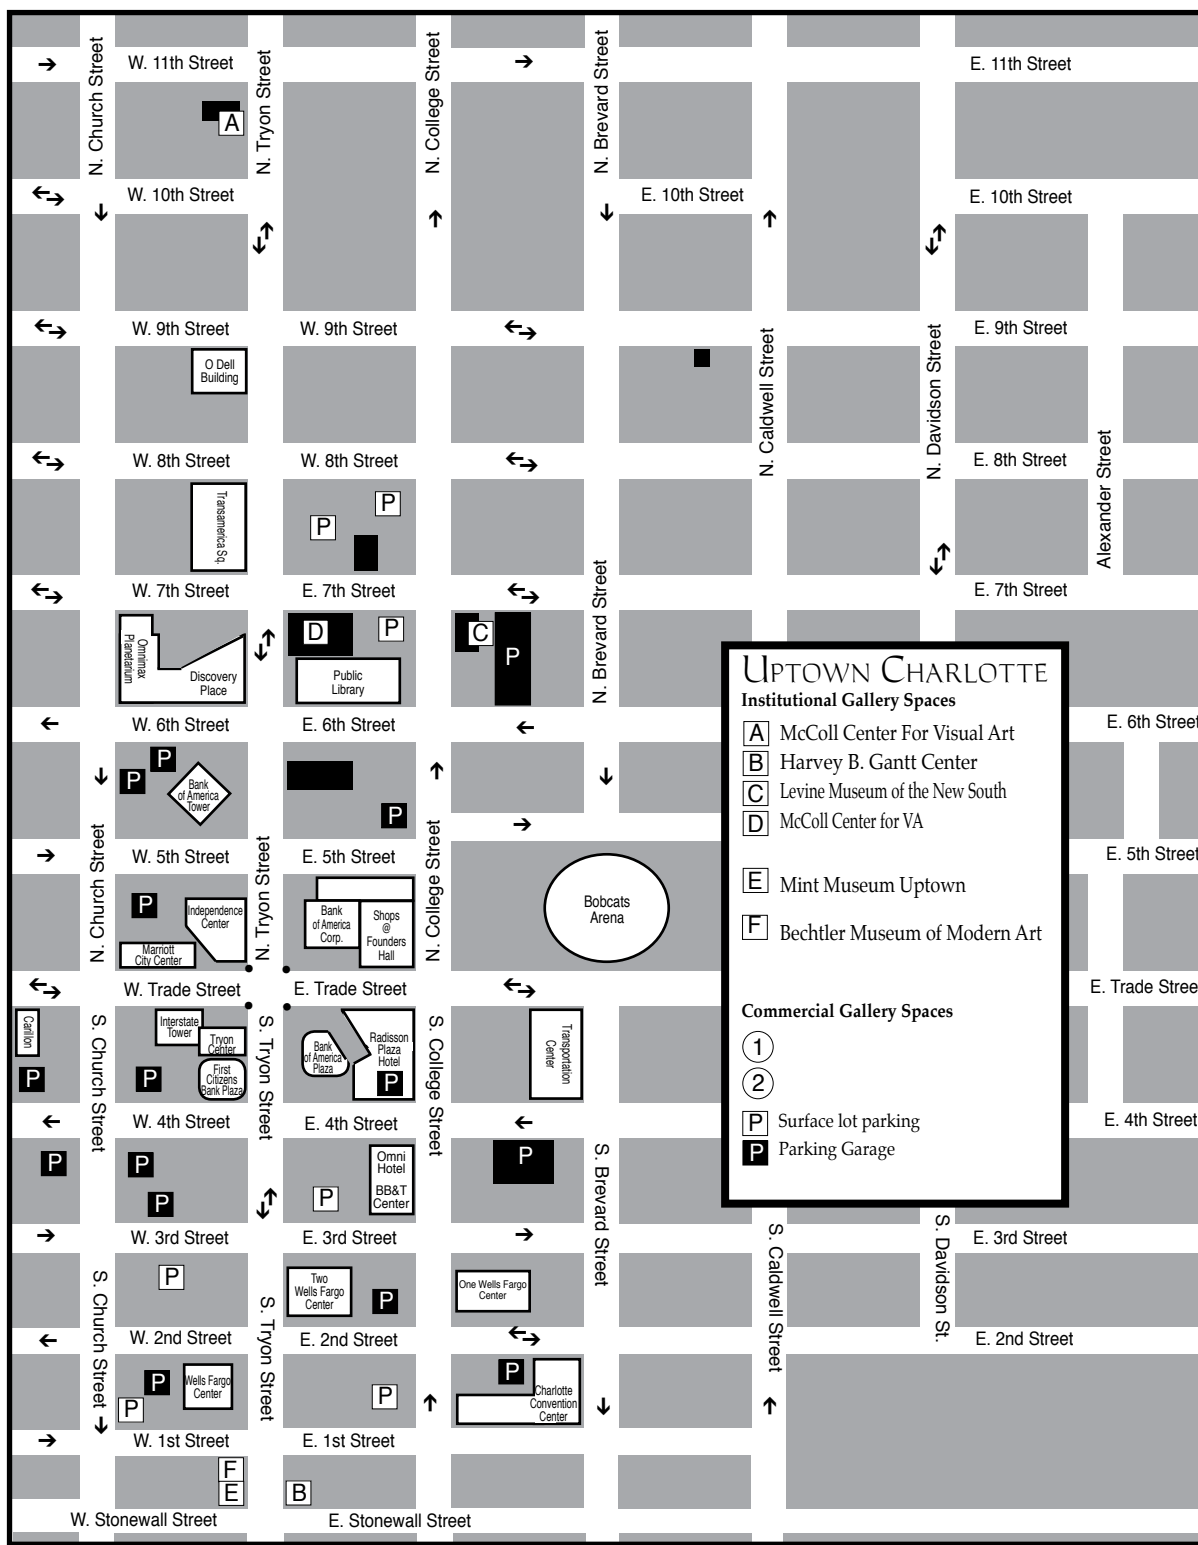 N. Church Street
N. Tryon Street
N. College Street
N. Brevard Street
W. 11th Street
E. 11th Street
A
W. 10th Street
E. 10th Street
E. 10th Street
W. 9th Street
W. 9th Street
E. 9th Street
N. Caldwell Street
N. Davidson Street
O Dell
Building
Alexander Street
W. 8th Street
W. 8th Street
E. 8th Street
Transamerica Sq.
P
P
W. 7th Street
E. 7th Street
E. 7th Street
N. Brevard Street
Omnimax
Planetarium
Discovery
Place
D
P
Public
Library
C
P
W. 6th Street
E. 6th Street
E. 6th Street
P
P
Bank
of America
Tower
P
N. Church Street
N. Tryon Street
N. College Street
W. 5th Street
E. 5th Street
E. 5th Street
P
Independence
Center
Marriott
City Center
Bank
of America
Corp.
Shops
@
Founders
Hall
Bobcats
Arena
W. Trade Street
E. Trade Street
E. Trade Stree
Carillon
P
S. Church Street
Interstate
Tower
Tryon
Center
First
Citizens
Bank Plaza
P
S. Tryon Street
Bank
of America
Plaza
Radisson
Plaza
Hotel
P
S. College Street
Transportation
Center
W. 4th Street
E. 4th Street
E. 4th Street
P
P
P
P
Omni
Hotel
BB&T
Center
P
S. Brevard Street
W. 3rd Street
E. 3rd Street
E. 3rd Street
S. Caldwell Street
S. Davidson St.
S. Church Street
P
S. Tryon Street
Two
Wells Fargo
Center
P
One Wells Fargo
Center
W. 2nd Street
E. 2nd Street
E. 2nd Street
P
P
Wells Fargo
Center
P
P
Charlotte
Convention
Center
W. 1st Street
E. 1st Street
F
E
B
W. Stonewall Street
E. Stonewall Street
UPTOWN CHARLOTTE
Institutional Gallery Spaces
A McColl Center For Visual Art
B Harvey B. Gantt Center
C Levine Museum of the New South
D McColl Center for VA
E Mint Museum Uptown
F Bechtler Museum of Modern Art
Commercial Gallery Spaces
1
2
P Surface lot parking
P Parking Garage